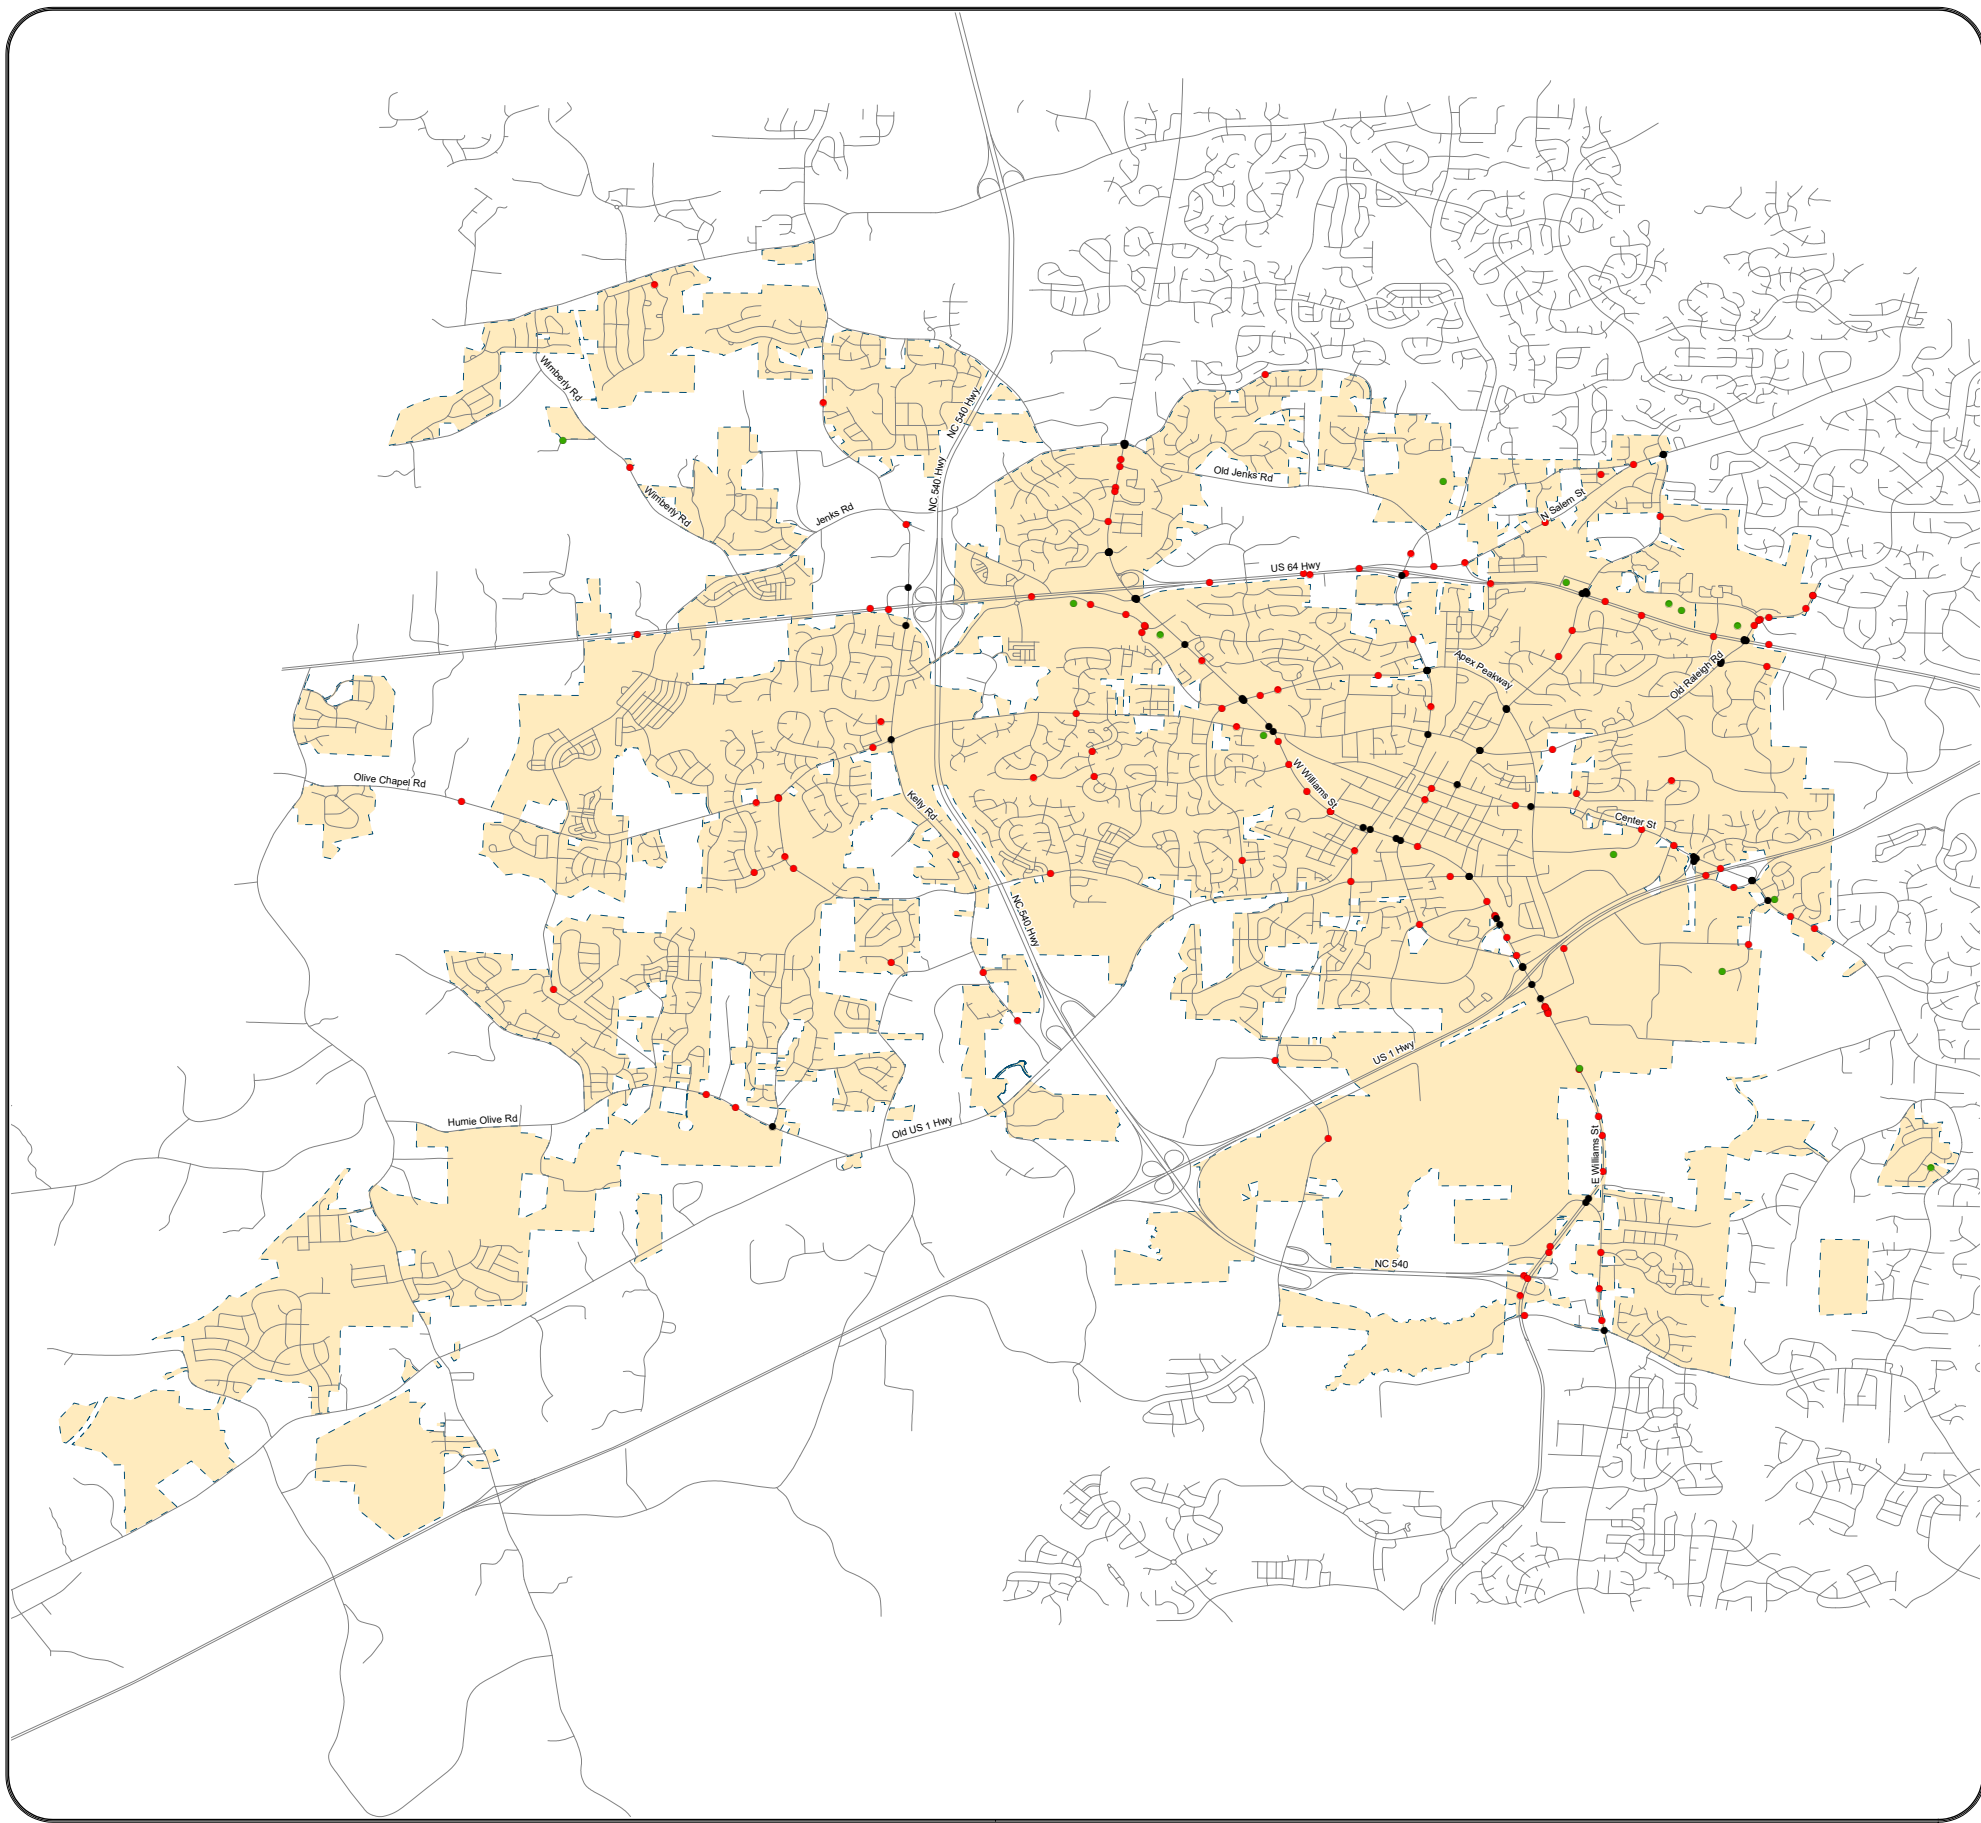 Wimberly Rd
NC 540 Hwy
NC 540 Hwy
Old Jenks Rd
Wimberly Rd
Jenks Rd
N Salem St
US 64 Hwy
Apex Peakway
Old Raleigh Rd
Olive Chapel Rd
W Williams St
Kelly Rd
Center St
NC 540 Hwy
US 1 Hwy
Humie Olive Rd
Old US 1 Hwy
E Williams St
NC 540